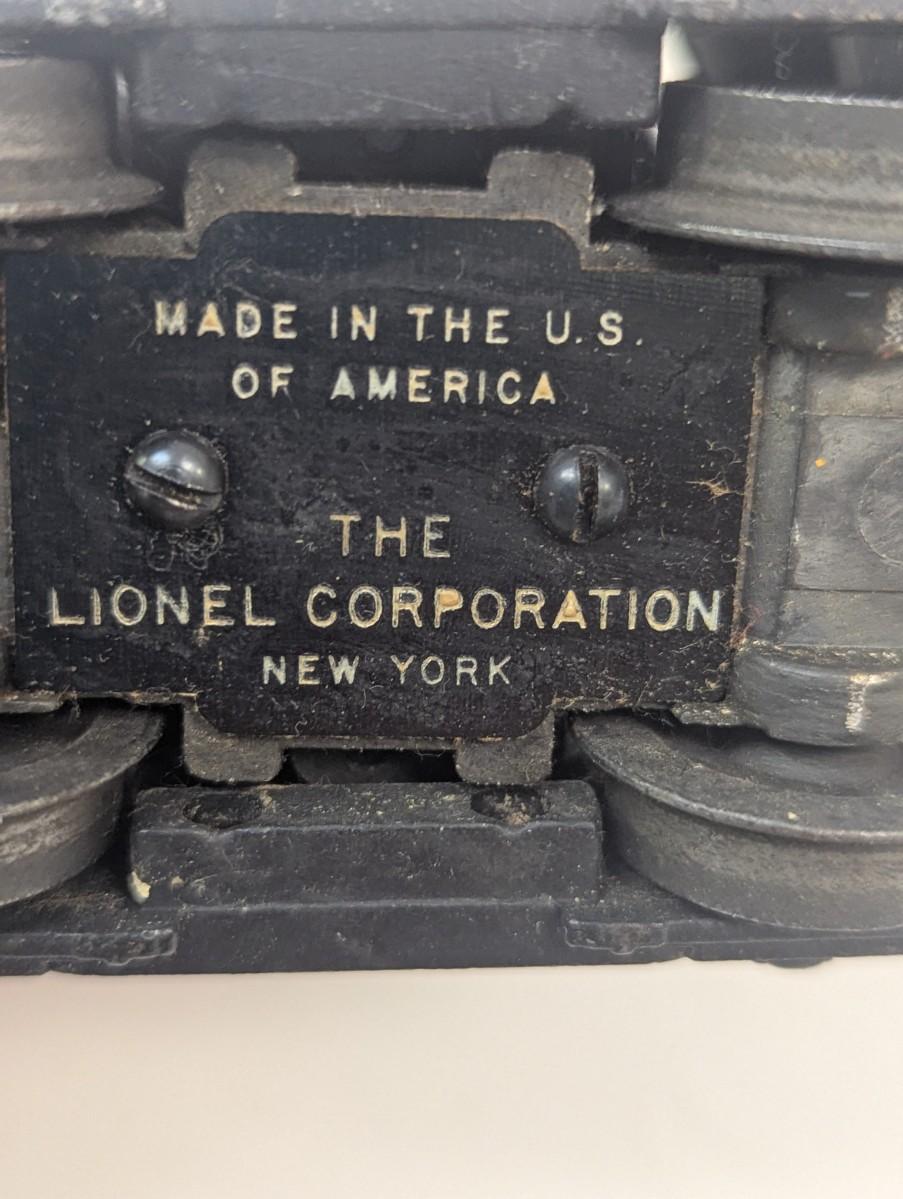 MADE IN THE U.S.
OF AMERICA
THE
LIONEL CORPORATION
NEW YORK